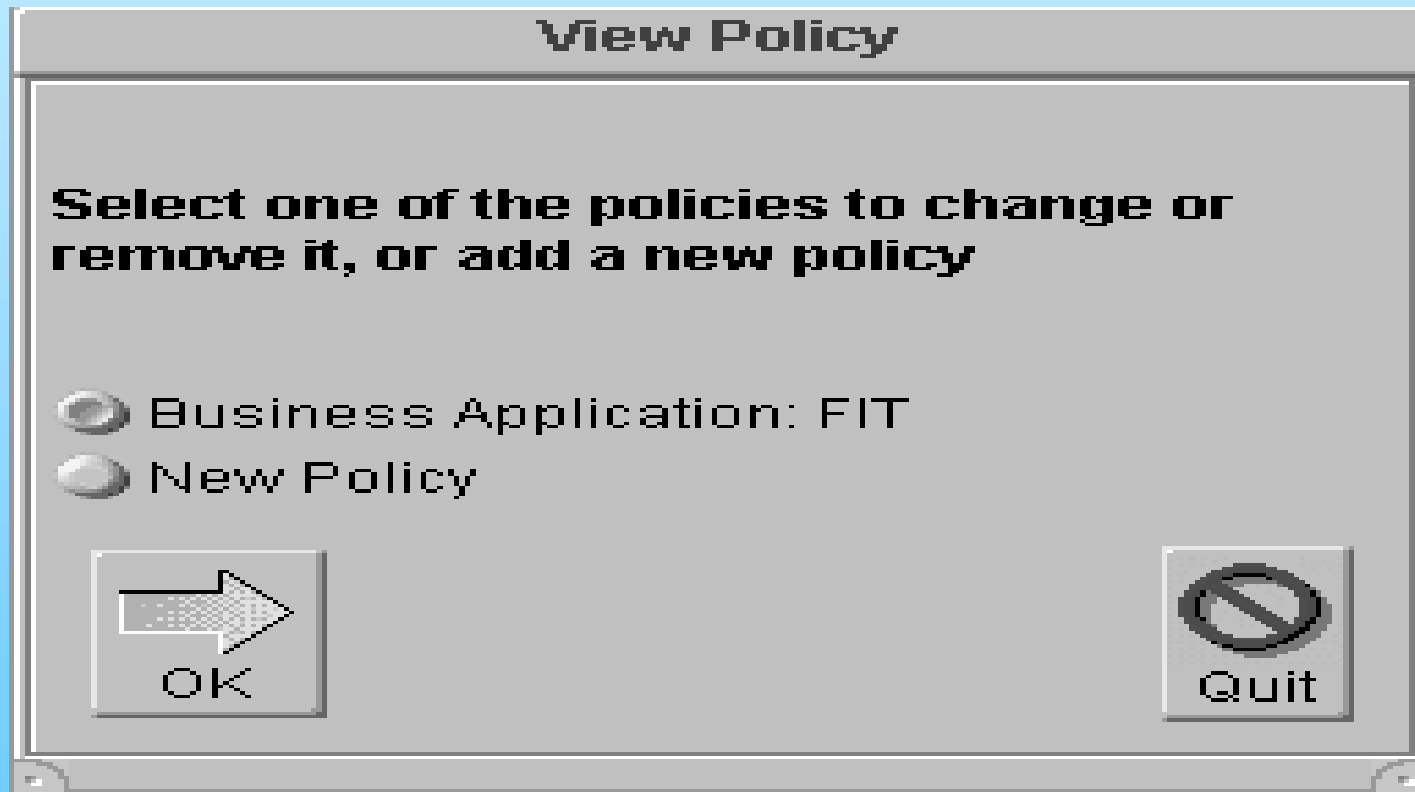 View Policy
Select one of the policies to change or
remove it, or add a new policy
Business Application: FIT
New Policy
OK
Quit